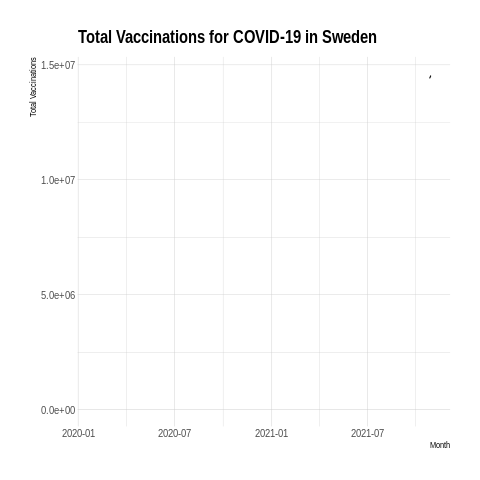 Total Vaccinations for COVID-19 in Sweden
Total Vaccinations
1.5e+07
1.0e+07
5.0e+06
0.0e+00
2020-01 2020-07 2021-01 2021-07
Month